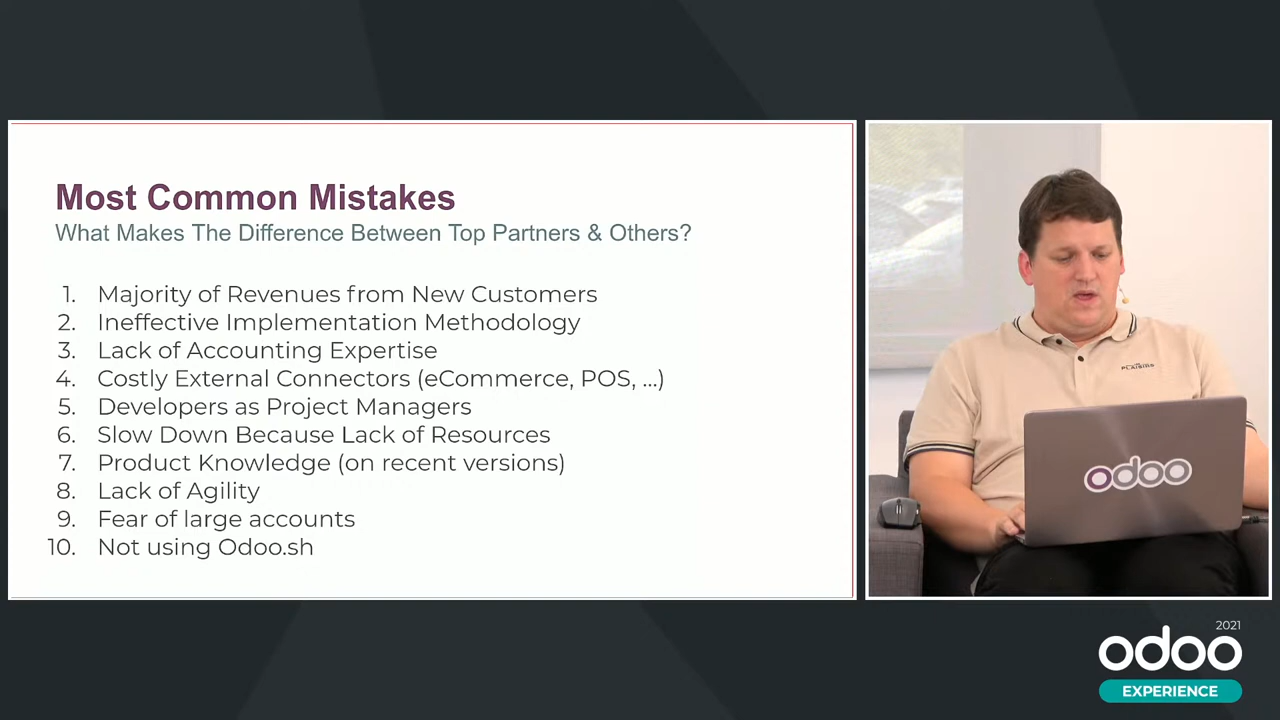 Most Common Mistakes
What Makes The Difference Between Top Partners & Others?
1. Majority of Revenues from New Customers
2. Ineffective Implementation Methodology
3. Lack of Accounting Expertise
4. Costly External Connectors (eCommerce, POS, ...)
5. Developers as Project Managers
6. Slow Down Because Lack of Resources
7. Product Knowledge (on recent versions)
8. Lack of Agility
9. Fear of large accounts
10. Not using Odoo.sh
PLAISIRS
odoo
2021
odoo
EXPERIENCE